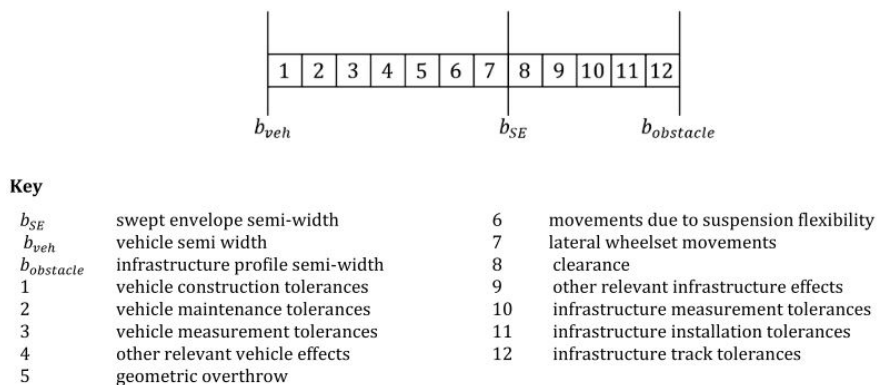 1 2 3 4 5 6 7 8 9 10 11 12
b_veh b_SE b_obstacle
Key
b_SE swept envelope semi-width
b_veh vehicle semi width
b_obstacle infrastructure profile semi-width
1 vehicle construction tolerances
2 vehicle maintenance tolerances
3 vehicle measurement tolerances
4 other relevant vehicle effects
5 geometric overthrow
6 movements due to suspension flexibility
7 lateral wheelset movements
8 clearance
9 other relevant infrastructure effects
10 infrastructure measurement tolerances
11 infrastructure installation tolerances
12 infrastructure track tolerances